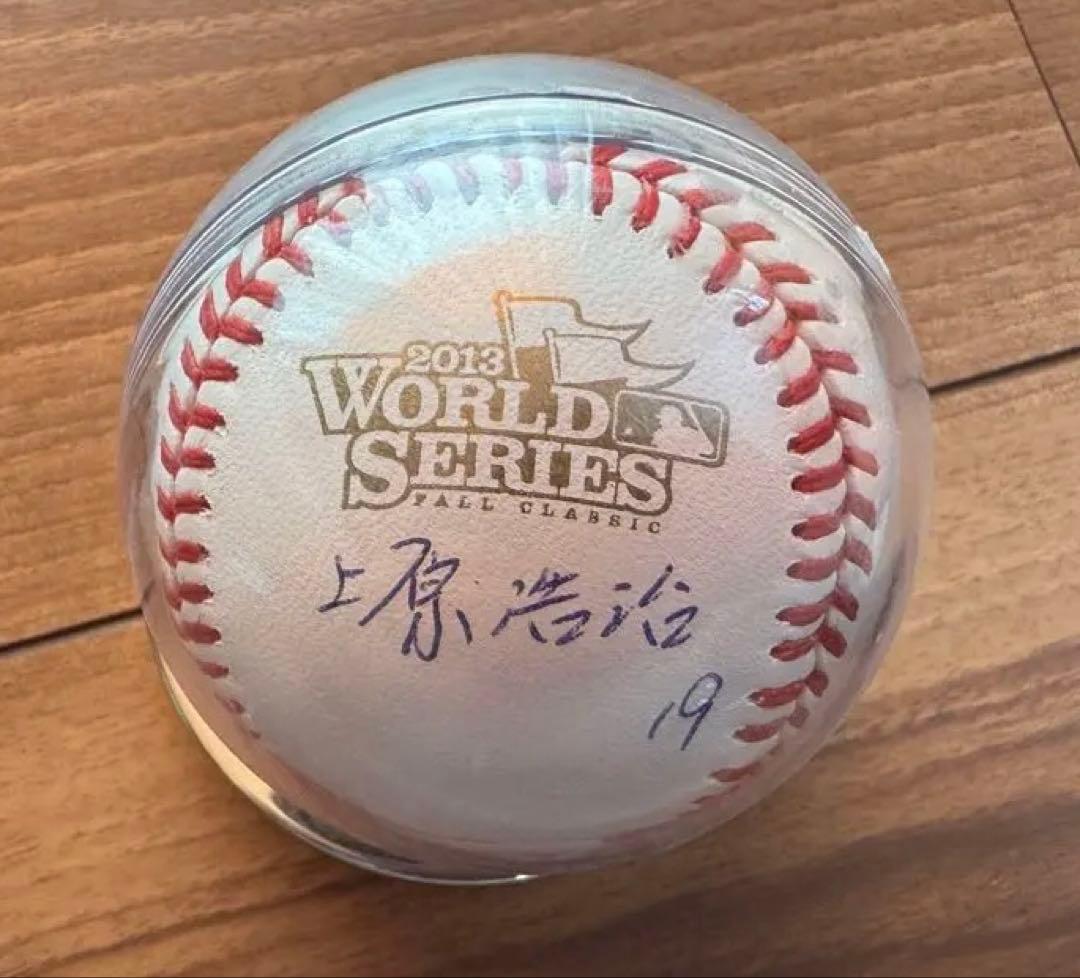 2013
WORLD
SERIES
FALL CLASSIC
上原浩治
19